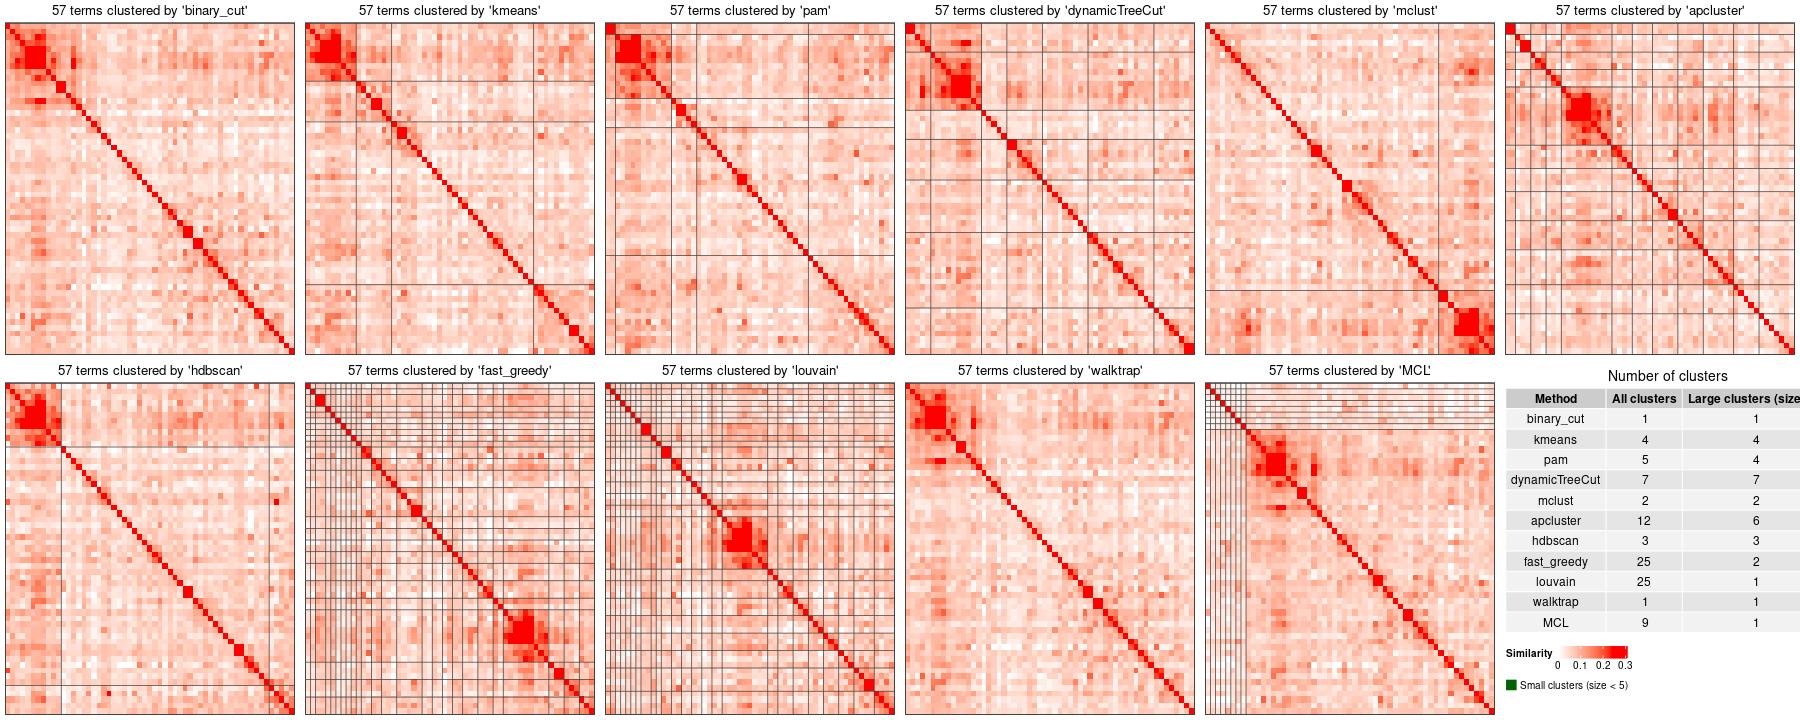 57 terms clustered by 'binary_cut'
57 terms clustered by 'kmeans'
57 terms clustered by 'pam'
57 terms clustered by 'dynamicTreeCut'
57 terms clustered by 'mclust'
57 terms clustered by 'apcluster'
57 terms clustered by 'hdbscan'
57 terms clustered by 'fast_greedy'
57 terms clustered by 'louvain'
57 terms clustered by 'walktrap'
57 terms clustered by 'MCL'
Number of clusters
Method All clusters Large clusters (size
binary_cut 1 1
kmeans 4 4
pam 5 4
dynamicTreeCut 7 7
mclust 2 2
apcluster 12 6
hdbscan 3 3
fast_greedy 25 2
louvain 25 1
walktrap 1 1
MCL 9 1
Similarity
0 0.1 0.2 0.3
Small clusters (size < 5)